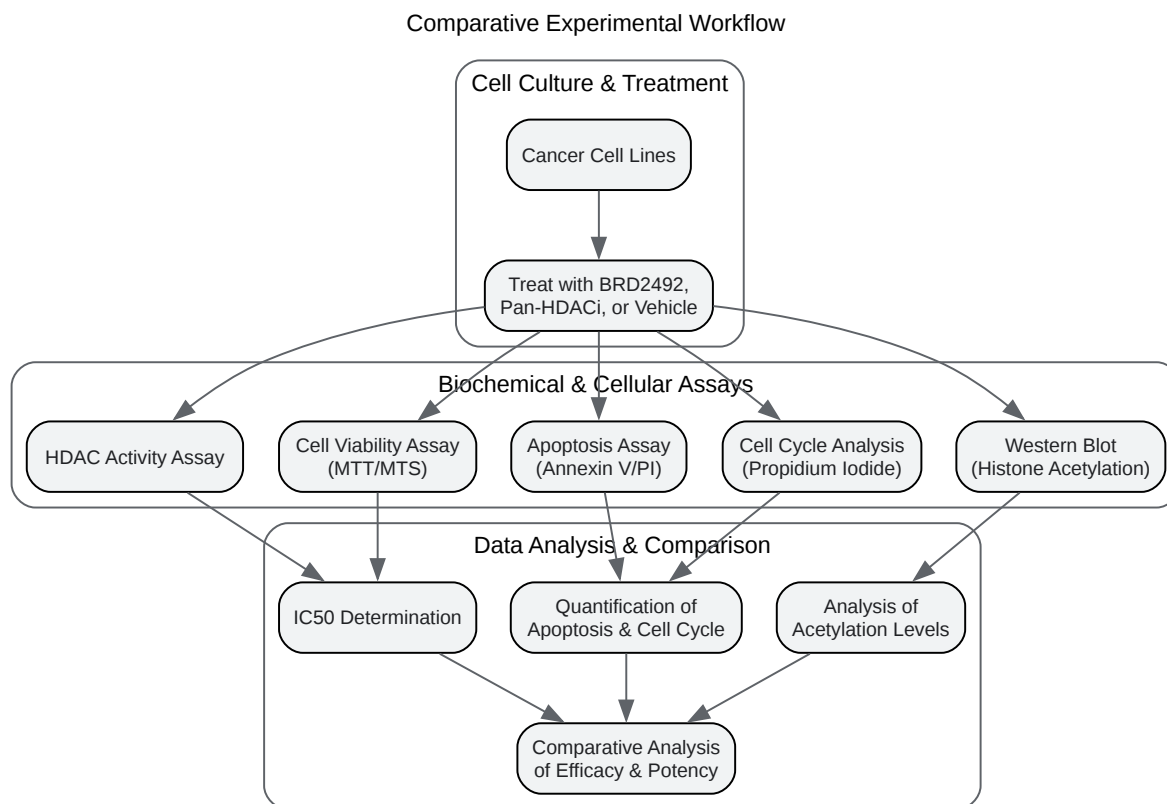 Comparative Experimental Workflow
Cell Culture & Treatment
Cancer Cell Lines
Treat with BRD2492,
Pan-HDACi, or Vehicle
Biochemical & Cellular Assays
HDAC Activity Assay
Cell Viability Assay
(MTT/MTS)
Apoptosis Assay
(Annexin V/PI)
Cell Cycle Analysis
(Propidium Iodide)
Western Blot
(Histone Acetylation)
Data Analysis & Comparison
IC50 Determination
Quantification of
Apoptosis & Cell Cycle
Analysis of
Acetylation Levels
Comparative Analysis
of Efficacy & Potency